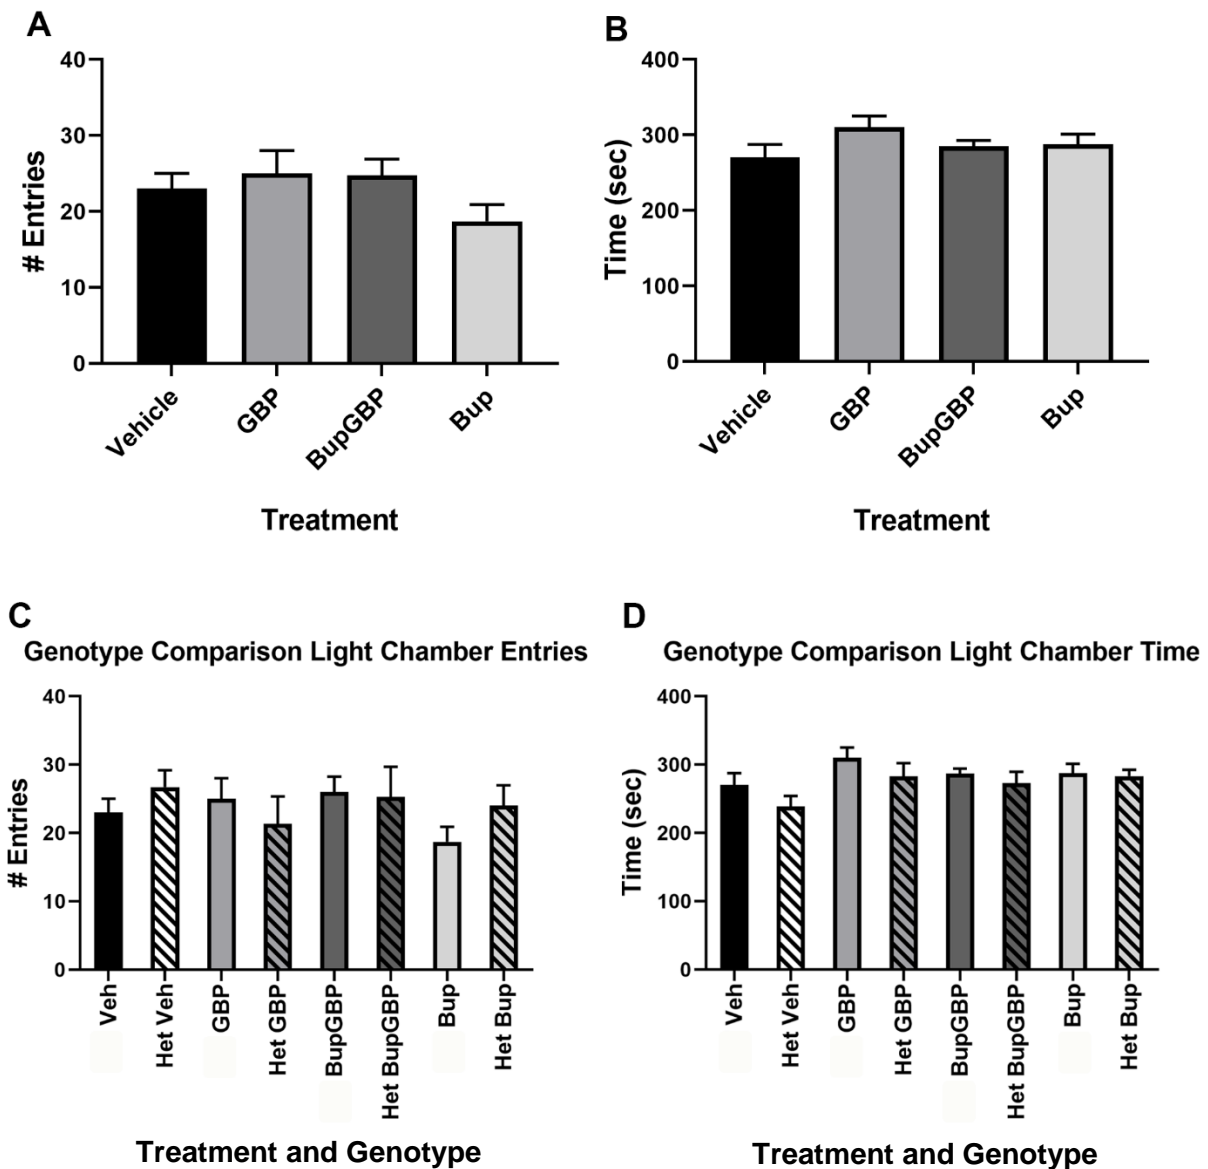 A
# Entries
40
30
20
10
0
Vehicle
GBP
BupGBP
Bup
Treatment
B
Time (sec)
400
300
200
100
0
Vehicle
GBP
BupGBP
Bup
Treatment
C
Genotype Comparison Light Chamber Entries
# Entries
40
30
20
10
0
Veh
Het Veh
GBP
Het GBP
BupGBP
Het BupGBP
Bup
Het Bup
Treatment and Genotype
D
Genotype Comparison Light Chamber Time
Time (sec)
400
300
200
100
0
Veh
Het Veh
GBP
Het GBP
BupGBP
Het BupGBP
Bup
Het Bup
Treatment and Genotype